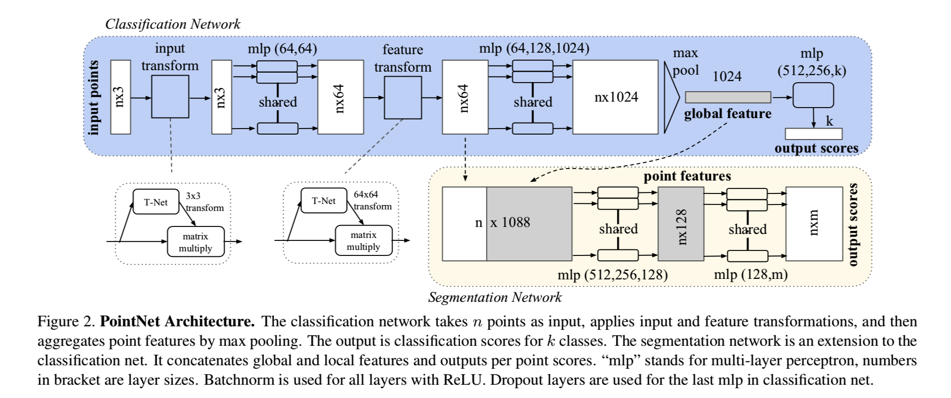 Classification Network
input points
nx3
input
transform
nx3
mlp (64,64)
shared
nx64
feature
transform
nx64
mlp (64,128,1024)
shared
nx1024
max
pool
1024
global feature
mlp
(512,256,k)
k
output scores
T-Net
3x3
transform
matrix
multiply
T-Net
64x64
transform
matrix
multiply
point features
n x 1088
shared
mlp (512,256,128)
nx128
shared
mlp (128,m)
nxm
output scores
Segmentation Network
Figure 2. PointNet Architecture. The classification network takes n points as input, applies input and feature transformations, and then
aggregates point features by max pooling. The output is classification scores for k classes. The segmentation network is an extension to the
classification net. It concatenates global and local features and outputs per point scores. “mlp” stands for multi-layer perceptron, numbers
in bracket are layer sizes. Batchnorm is used for all layers with ReLU. Dropout layers are used for the last mlp in classification net.